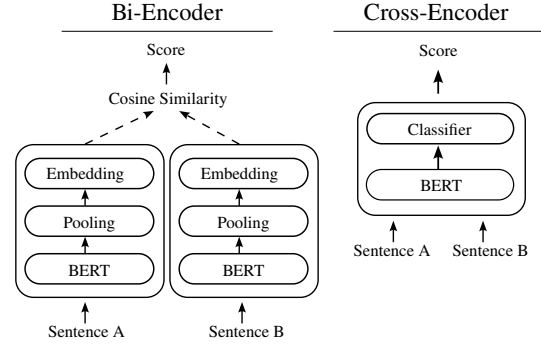 Bi-Encoder
Score
Cosine Similarity
Embedding
Pooling
BERT
Sentence A
Embedding
Pooling
BERT
Sentence B
Cross-Encoder
Score
Classifier
BERT
Sentence A
Sentence B